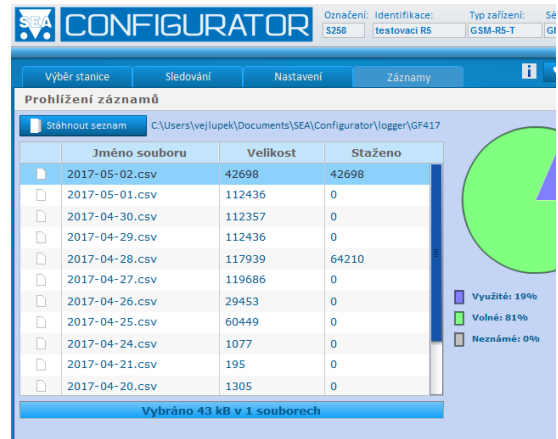 SEA CONFIGURATOR
Označení: Identifikace: Typ zařízení:
S258 testovaci R5 GSM-R5-T
Výběr stanice Sledování Nastavení Záznamy
i
Prohlížení záznamů
Stáhnout seznam C:\Users\vejlupek\Documents\SEA\Configurator\logger\GF417
Jméno souboru Velikost Staženo
2017-05-02.csv 42698 42698
2017-05-01.csv 112436 0
2017-04-30.csv 112357 0
2017-04-29.csv 112436 0
2017-04-28.csv 117939 64210
2017-04-27.csv 119686 0
2017-04-26.csv 29453 0
2017-04-25.csv 60449 0
2017-04-24.csv 1077 0
2017-04-21.csv 195 0
2017-04-20.csv 1305 0
Vybráno 43 kB v 1 souborech
Využité: 19%
Volné: 81%
Neznámé: 0%